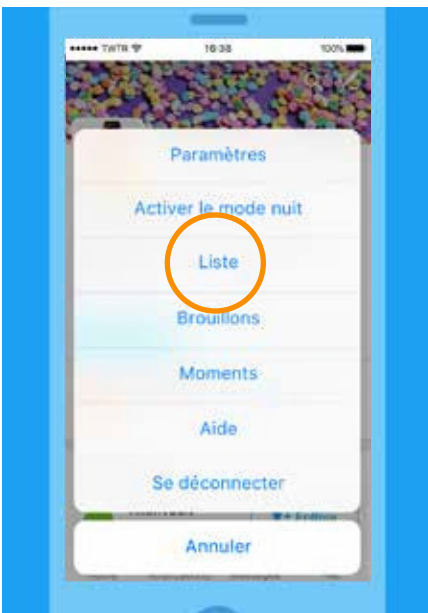 TWTR 16:38 100%
Paramètres
Activer le mode nuit
Liste
Brouillons
Moments
Aide
Se déconnecter
Annuler